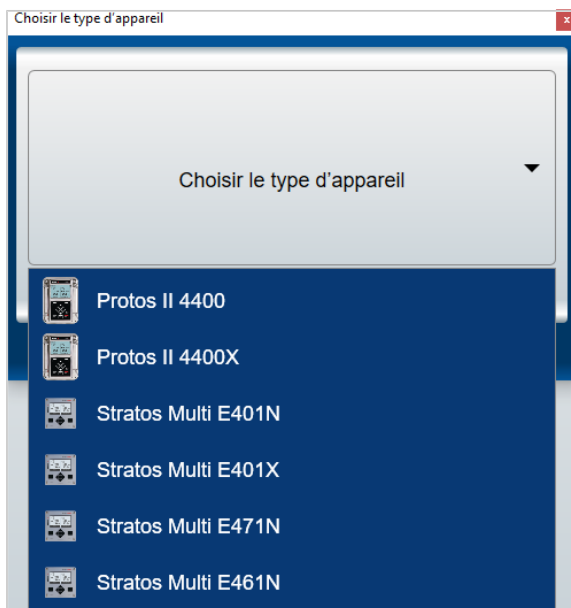 Choisir le type d'appareil
x
Choisir le type d’appareil
Protos II 4400
Protos II 4400X
Stratos Multi E401N
Stratos Multi E401X
Stratos Multi E471N
Stratos Multi E461N